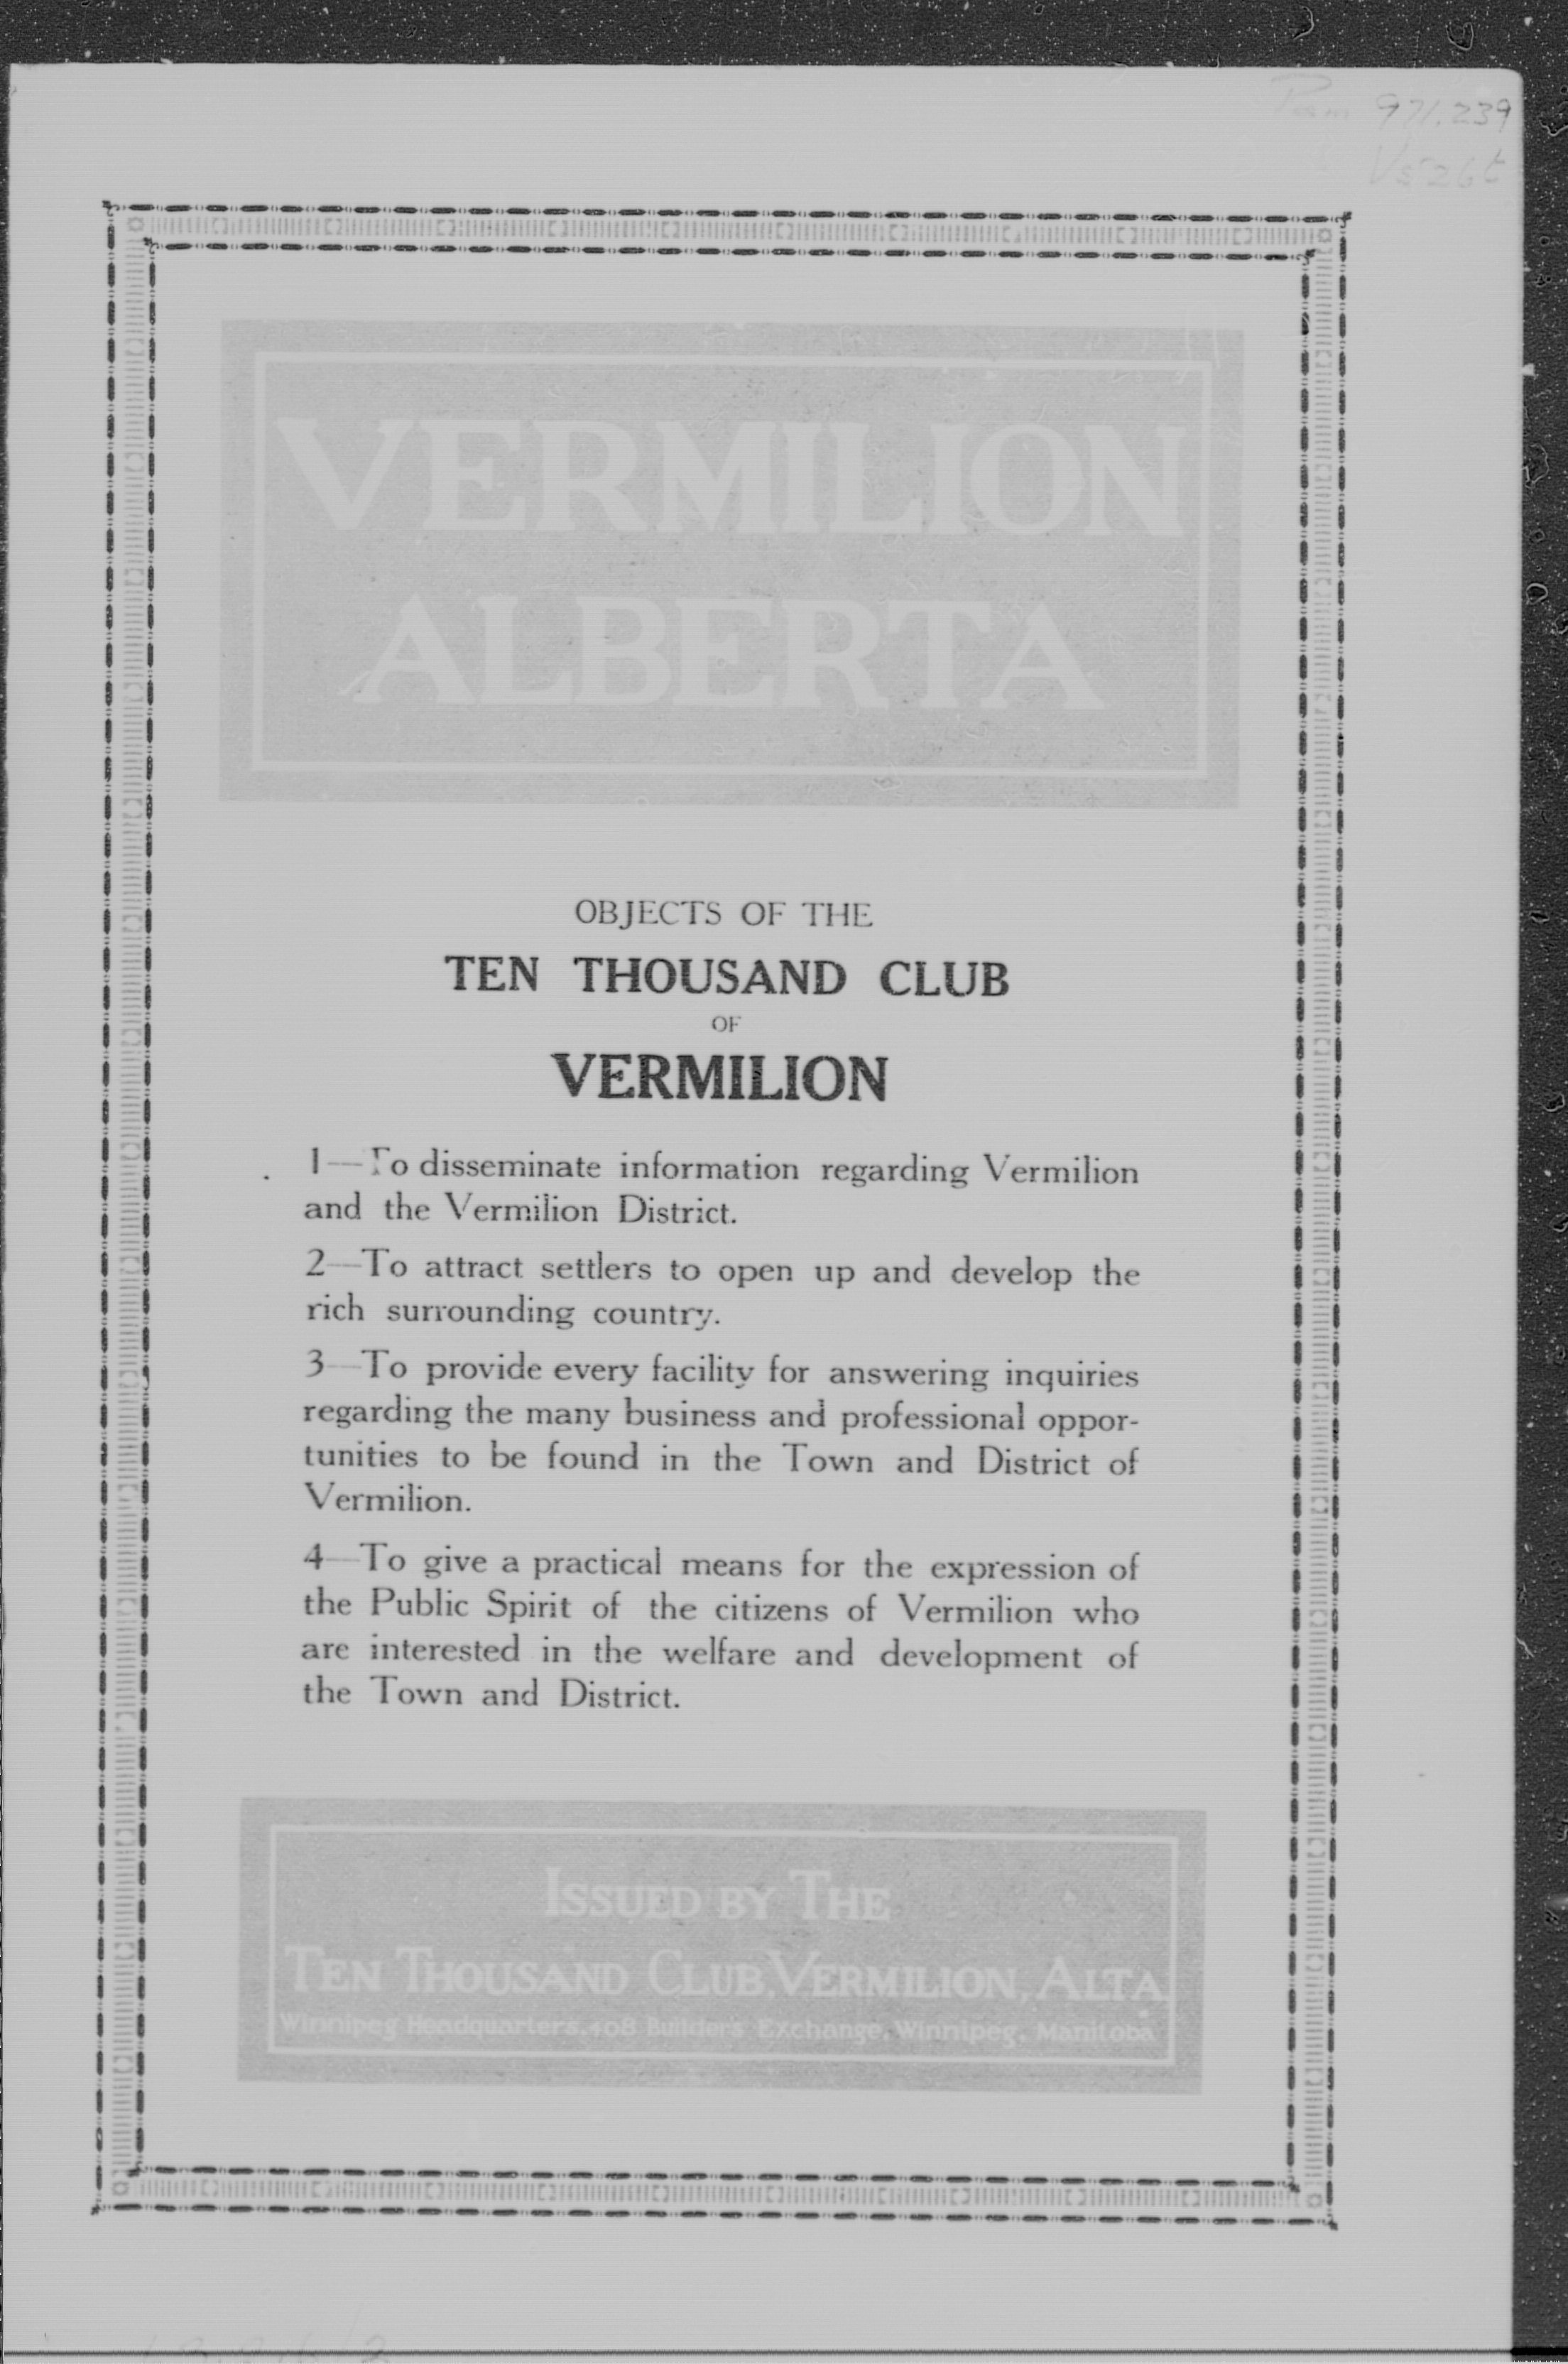 Pam 971.239
VERMILION
ALBERTA
OBJECTS OF THE
TEN THOUSAND CLUB
OF
VERMILION
1—To disseminate information regarding Vermilion
and the Vermilion District.
2—To attract settlers to open up and develop the
rich surrounding country.
3—To provide every facility for answering inquiries
regarding the many business and professional oppor-
tunities to be found in the Town and District of
Vermilion.
4—To give a practical means for the expression of
the Public Spirit of the citizens of Vermilion who
are interested in the welfare and development of
the Town and District.
ISSUED BY THE
TEN THOUSAND CLUB, VERMILION, ALTA
Winnipeg Headquarters, 408 Builders' Exchange, Winnipeg, Manitoba